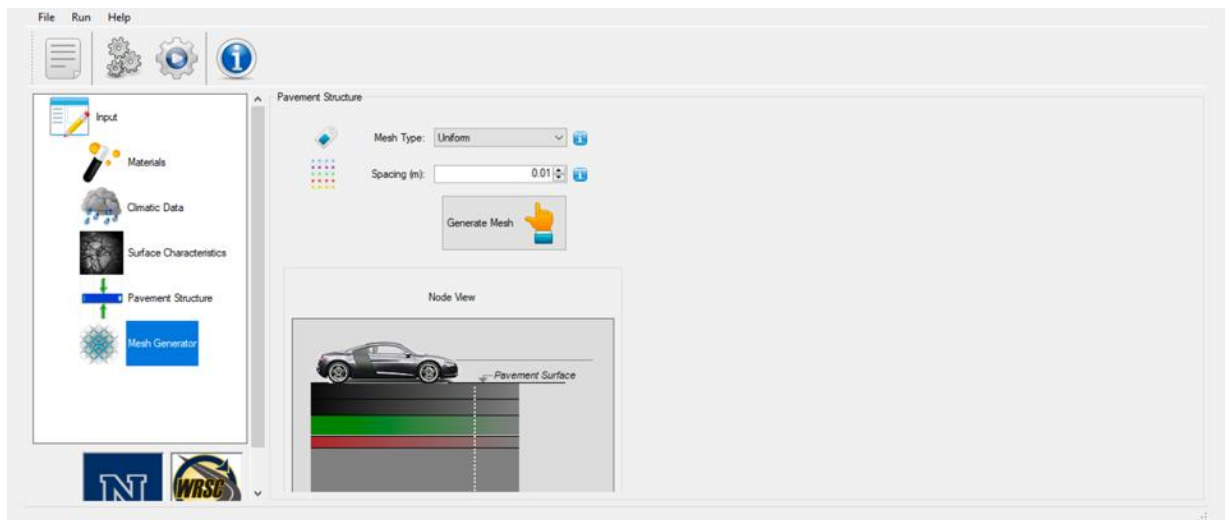 File Run Help
Input
Materials
Climatic Data
Surface Characteristics
Pavement Structure
Mesh Generator
N
WRSC
Pavement Structure
Mesh Type: Uniform
Spacing (m): 0.01
Generate Mesh
Node View
Pavement Surface